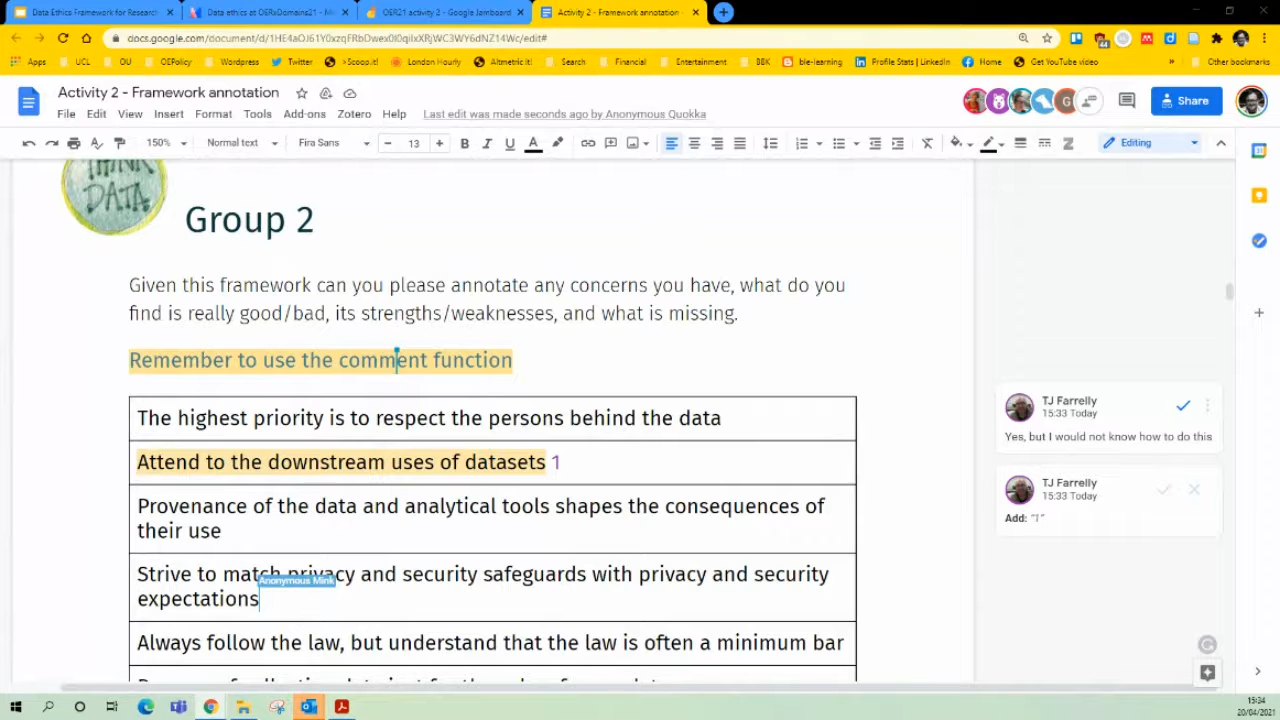 Data Ethics Framework for Research
Data ethics at OERxDomains21 - Mi
OER21 activity 2 - Google Jamboard
Activity 2 - Framework annotation -
docs.google.com/document/d/1HE4aOJ61Y0xzqFRbDwex0I0qilxXRjWC3WY6dNZ14Wc/edit#
Apps UCL OU OEPolicy Wordpress Twitter >Scoop.it! London Hourly Altmetric it! Search Financial Entertainment BBK ble-learning Profile Stats | LinkedIn Home Get YouTube video » Other bookmarks
Activity 2 - Framework annotation
File Edit View Insert Format Tools Add-ons Zotero Help Last edit was made seconds ago by Anonymous Quokka
G
Share
150% Normal text Fira Sans 13 Editing
THINK
DATA
Group 2
Given this framework can you please annotate any concerns you have, what do you
find is really good/bad, its strengths/weaknesses, and what is missing.
Remember to use the comment function
The highest priority is to respect the persons behind the data
Attend to the downstream uses of datasets 1
Provenance of the data and analytical tools shapes the consequences of
their use
Strive to match privacy and security safeguards with privacy and security
Anonymous Mink
expectations
Always follow the law, but understand that the law is often a minimum bar
TJ Farrelly
15:33 Today
Yes, but I would not know how to do this
TJ Farrelly
15:33 Today
Add: "1"
15:34
20/04/2021